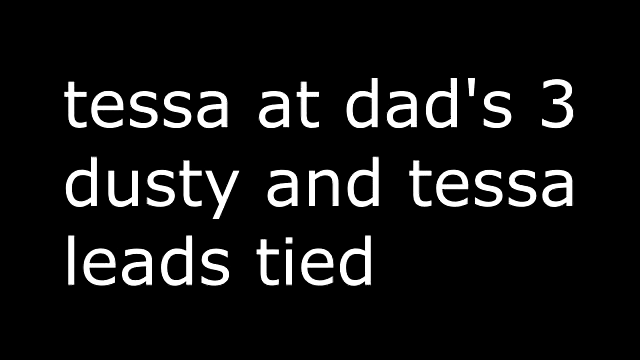 tessa at dad's 3
dusty and tessa
leads tied